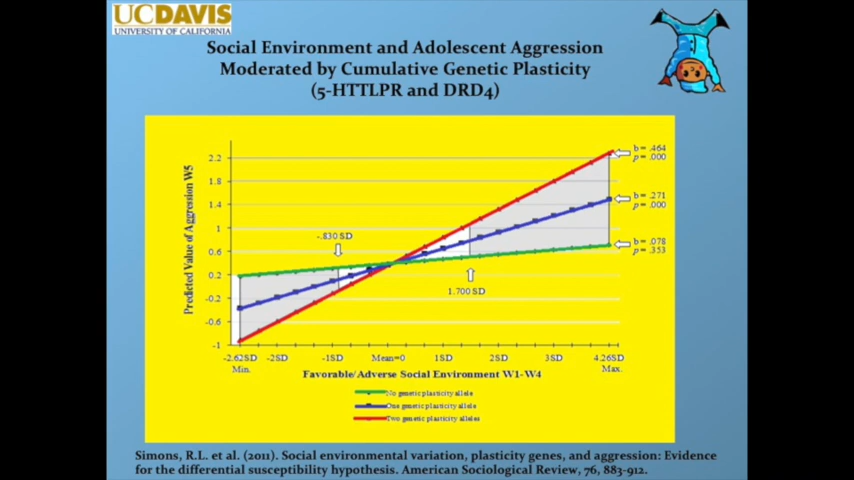 UCDAVIS
UNIVERSITY OF CALIFORNIA
Social Environment and Adolescent Aggression
Moderated by Cumulative Genetic Plasticity
(5-HTTLPR and DRD4)
Predicted Value of Aggression W5
2.2
1.8
1.4
1
0.6
0.2
-0.2
-0.6
-1
-.830 SD
1.700 SD
b = .464
p = .000
b = .271
p = .000
b = .078
p = .353
-2.62SD -2SD -1SD Mean=0 1SD 2SD 3SD 4.26SD
Min. Max.
Favorable/Adverse Social Environment W1-W4
No genetic plasticity allele
One genetic plasticity allele
Two genetic plasticity alleles
Simons, R.L. et al. (2011). Social environmental variation, plasticity genes, and aggression: Evidence
for the differential susceptibility hypothesis. American Sociological Review, 76, 883-912.